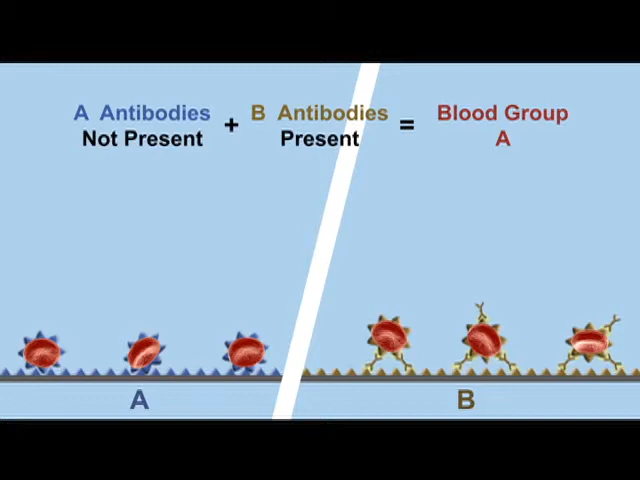 A Antibodies + B Antibodies = Blood Group
Not Present Present A
A B